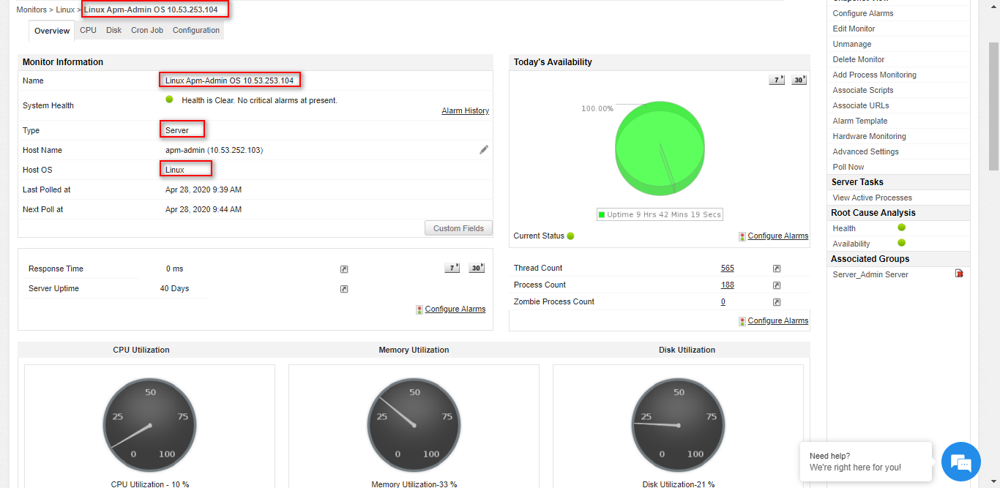 Snapshot View
Monitors > Linux > Linux Apm-Admin OS 10.53.253.104
Overview CPU Disk Cron Job Configuration
Monitor Information
Name Linux Apm-Admin OS 10.53.253.104
System Health Health is Clear. No critical alarms at present.
Alarm History
Type Server
Host Name apm-admin (10.53.252.103)
Host OS Linux
Last Polled at Apr 28, 2020 9:39 AM
Next Poll at Apr 28, 2020 9:44 AM
Custom Fields
Today's Availability
7 30
100.00%
Uptime 9 Hrs 42 Mins 19 Secs
Current Status Configure Alarms
Response Time 0 ms 7 30
Server Uptime 40 Days
Configure Alarms
Thread Count 565
Process Count 188
Zombie Process Count 0
Configure Alarms
CPU Utilization
50
25 75
0 100
CPU Utilization - 10 %
Memory Utilization
50
25 75
0 100
Memory Utilization-33 %
Disk Utilization
50
25 75
0 100
Disk Utilization-21 %
Configure Alarms
Edit Monitor
Unmanage
Delete Monitor
Add Process Monitoring
Associate Scripts
Associate URLs
Alarm Template
Hardware Monitoring
Advanced Settings
Poll Now
Server Tasks
View Active Processes
Root Cause Analysis
Health
Availability
Associated Groups
Server_Admin Server
Need help?
We're right here for you!